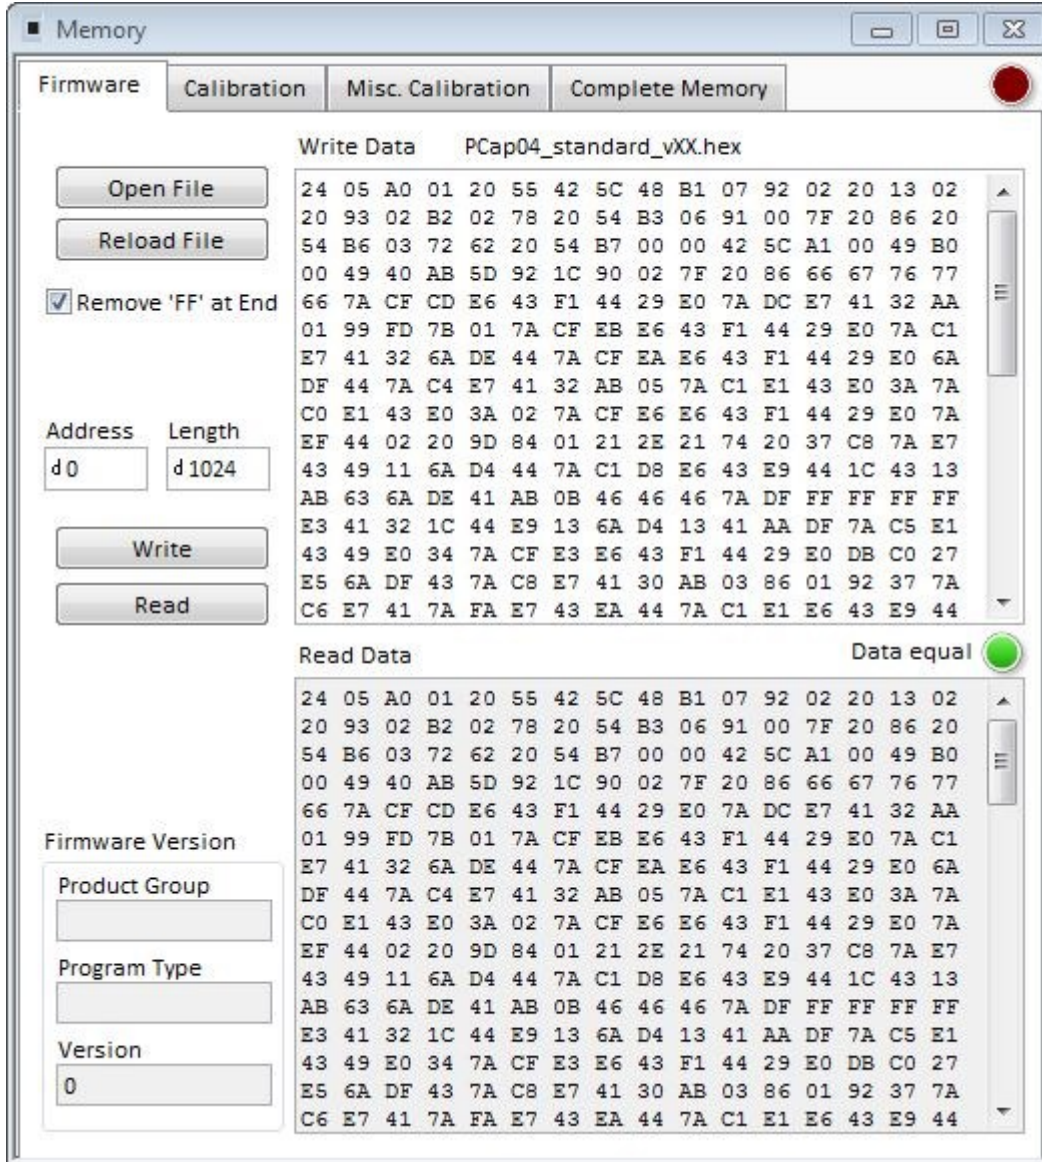 Memory
Firmware Calibration Misc. Calibration Complete Memory
Write Data PCap04_standard_vXX.hex
Open File
Reload File
Remove 'FF' at End
Address Length
d 0 d 1024
Write
Read
24 05 A0 01 20 55 42 5C 48 B1 07 92 02 20 13 02
20 93 02 B2 02 78 20 54 B3 06 91 00 7F 20 86 20
54 B6 03 72 62 20 54 B7 00 00 42 5C A1 00 49 B0
00 49 40 AB 5D 92 1C 90 02 7F 20 86 66 67 76 77
66 7A CF CD E6 43 F1 44 29 E0 7A DC E7 41 32 AA
01 99 FD 7B 01 7A CF EB E6 43 F1 44 29 E0 7A C1
E7 41 32 6A DE 44 7A CF EA E6 43 F1 44 29 E0 6A
DF 44 7A C4 E7 41 32 AB 05 7A C1 E1 43 E0 3A 7A
C0 E1 43 E0 3A 02 7A CF E6 E6 43 F1 44 29 E0 7A
EF 44 02 20 9D 84 01 21 2E 21 74 20 37 C8 7A E7
43 49 11 6A D4 44 7A C1 D8 E6 43 E9 44 1C 43 13
AB 63 6A DE 41 AB 0B 46 46 46 7A DF FF FF FF FF
E3 41 32 1C 44 E9 13 6A D4 13 41 AA DF 7A C5 E1
43 49 E0 34 7A CF E3 E6 43 F1 44 29 E0 DB C0 27
E5 6A DF 43 7A C8 E7 41 30 AB 03 86 01 92 37 7A
C6 E7 41 7A FA E7 43 EA 44 7A C1 E1 E6 43 E9 44
Read Data Data equal
24 05 A0 01 20 55 42 5C 48 B1 07 92 02 20 13 02
20 93 02 B2 02 78 20 54 B3 06 91 00 7F 20 86 20
54 B6 03 72 62 20 54 B7 00 00 42 5C A1 00 49 B0
00 49 40 AB 5D 92 1C 90 02 7F 20 86 66 67 76 77
66 7A CF CD E6 43 F1 44 29 E0 7A DC E7 41 32 AA
01 99 FD 7B 01 7A CF EB E6 43 F1 44 29 E0 7A C1
E7 41 32 6A DE 44 7A CF EA E6 43 F1 44 29 E0 6A
DF 44 7A C4 E7 41 32 AB 05 7A C1 E1 43 E0 3A 7A
C0 E1 43 E0 3A 02 7A CF E6 E6 43 F1 44 29 E0 7A
EF 44 02 20 9D 84 01 21 2E 21 74 20 37 C8 7A E7
43 49 11 6A D4 44 7A C1 D8 E6 43 E9 44 1C 43 13
AB 63 6A DE 41 AB 0B 46 46 46 7A DF FF FF FF FF
E3 41 32 1C 44 E9 13 6A D4 13 41 AA DF 7A C5 E1
43 49 E0 34 7A CF E3 E6 43 F1 44 29 E0 DB C0 27
E5 6A DF 43 7A C8 E7 41 30 AB 03 86 01 92 37 7A
C6 E7 41 7A FA E7 43 EA 44 7A C1 E1 E6 43 E9 44
Firmware Version
Product Group
Program Type
Version
0